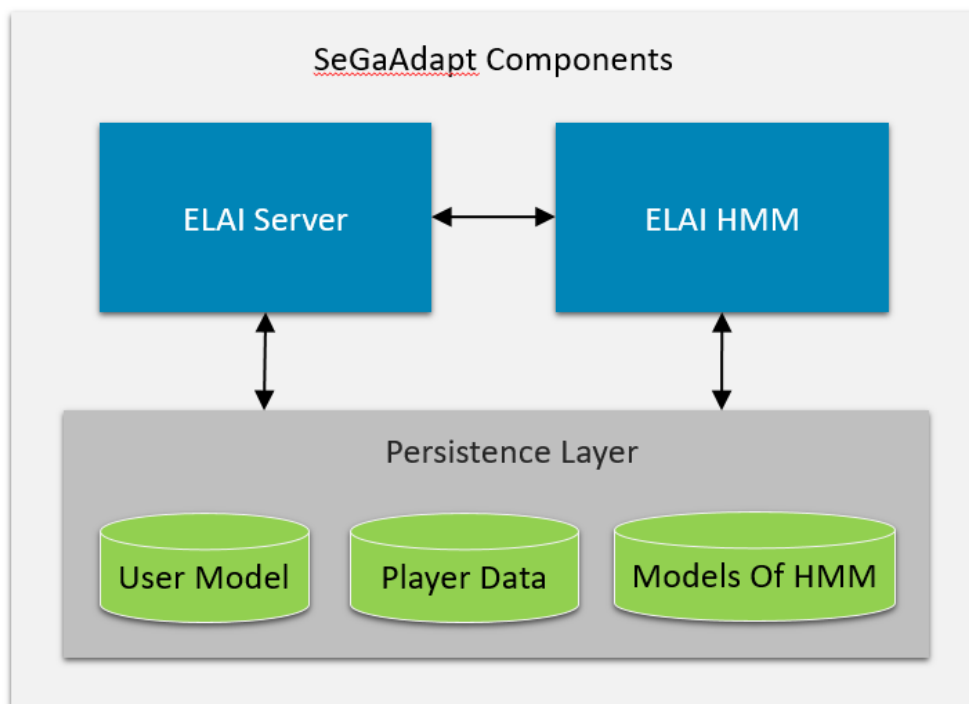 SeGaAdapt Components
ELAI Server
ELAI HMM
Persistence Layer
User Model
Player Data
Models Of HMM